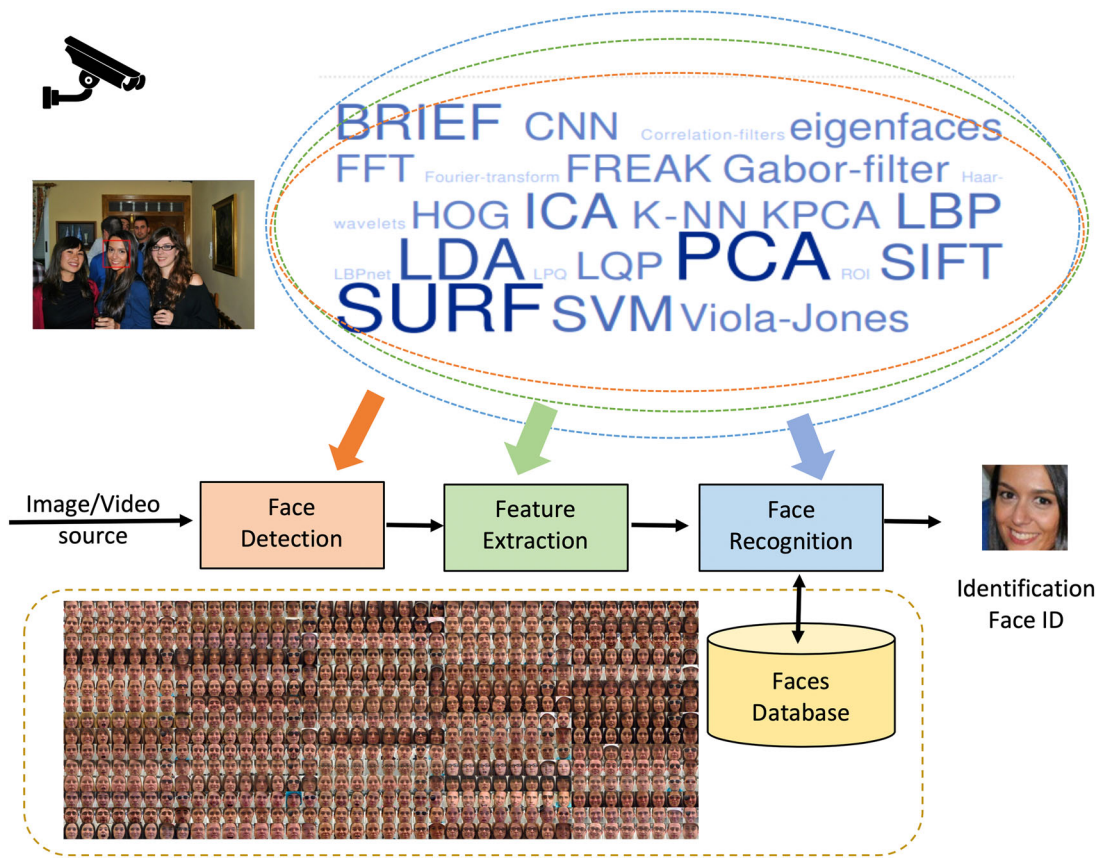 BRIEF CNN Correlation-filters eigenfaces
FFT Fourier-transform FREAK Gabor-filter Haar-
wavelets HOG ICA K-NN KPCA LBP
LBPnet LDA LPQ LQP PCA ROI SIFT
SURF SVM Viola-Jones
Image/Video
source
Face
Detection
Feature
Extraction
Face
Recognition
Identification
Face ID
Faces
Database